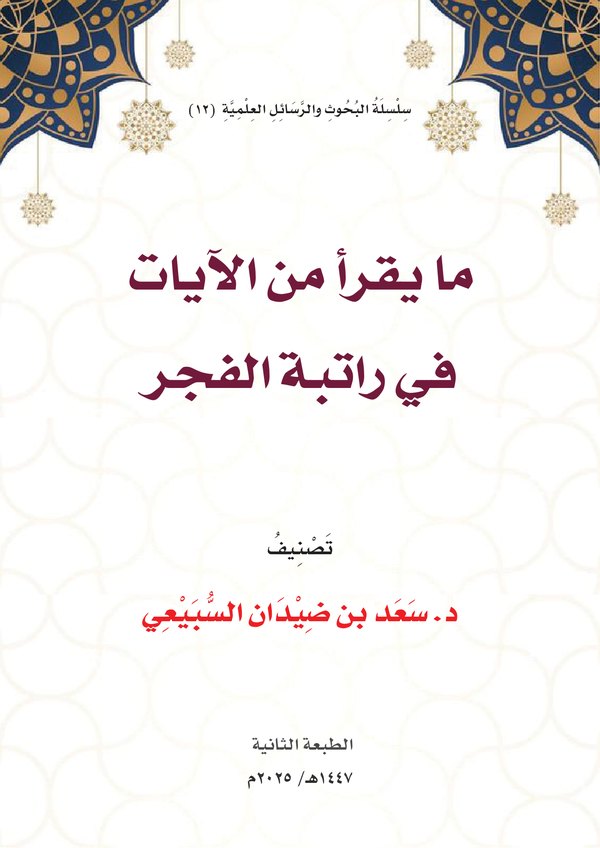 سِلْسِلَةُ البُحُوثِ والرَّسَائِلِ العِلْميَّةِ (١٢)
ما يقرأ من الآيات
في راتبة الفجر
تَصْنِيفُ
د. سَعَد بن ضِيْدَان السُّبَيْعِي
الطبعة الثانية
١٤٤٧هـ/ ٢٠٢٥م